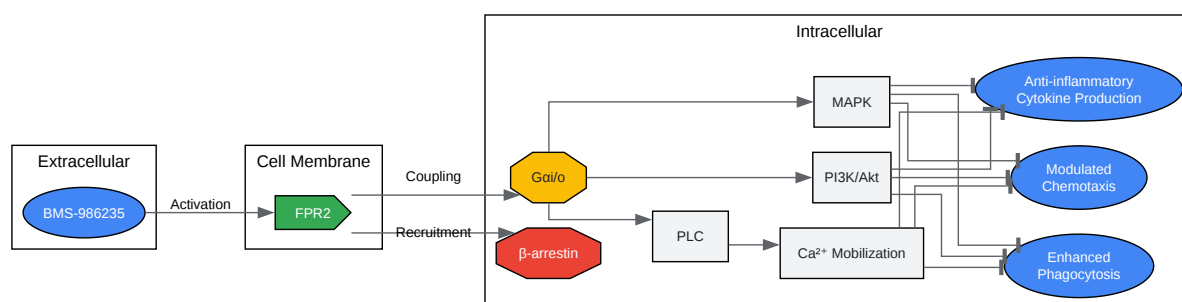 Intracellular
Anti-inflammatory
Cytokine Production
MAPK
Extracellular
Cell Membrane
Coupling
Gαi/o
PI3K/Akt
Modulated
Chemotaxis
BMS-986235
Activation
FPR2
Recruitment
β-arrestin
PLC
Ca²⁺ Mobilization
Enhanced
Phagocytosis